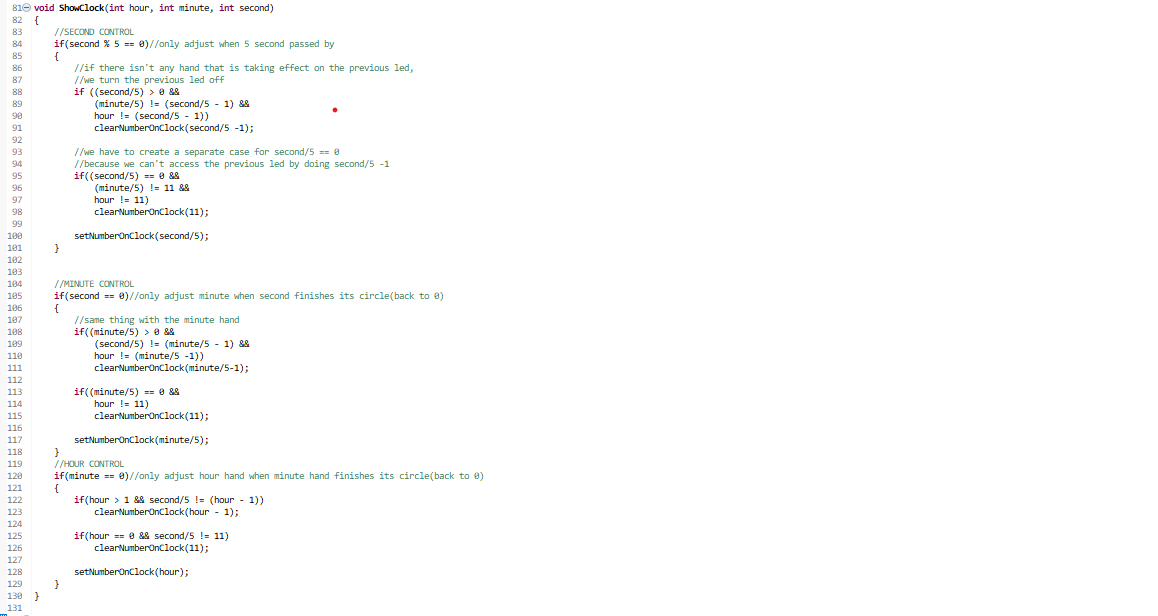 81 void ShowClock(int hour, int minute, int second)
82 {
83 //SECOND CONTROL
84 if(second % 5 == 0)//only adjust when 5 second passed by
85 {
86 //if there isn't any hand that is taking effect on the previous led,
87 //we turn the previous led off
88 if ((second/5) > 0 &&
89 (minute/5) != (second/5 - 1) &&
90 hour != (second/5 - 1))
91 clearNumberOnClock(second/5 -1);
92
93 //we have to create a separate case for second/5 == 0
94 //because we can't access the previous led by doing second/5 -1
95 if((second/5) == 0 &&
96 (minute/5) != 11 &&
97 hour != 11)
98 clearNumberOnClock(11);
99
100 setNumberOnClock(second/5);
101 }
102
103
104 //MINUTE CONTROL
105 if(second == 0)//only adjust minute when second finishes its circle(back to 0)
106 {
107 //same thing with the minute hand
108 if((minute/5) > 0 &&
109 (second/5) != (minute/5 - 1) &&
110 hour != (minute/5 -1))
111 clearNumberOnClock(minute/5-1);
112
113 if((minute/5) == 0 &&
114 hour != 11)
115 clearNumberOnClock(11);
116
117 setNumberOnClock(minute/5);
118 }
119 //HOUR CONTROL
120 if(minute == 0)//only adjust hour hand when minute hand finishes its circle(back to 0)
121 {
122 if(hour > 1 && second/5 != (hour - 1))
123 clearNumberOnClock(hour - 1);
124
125 if(hour == 0 && second/5 != 11)
126 clearNumberOnClock(11);
127
128 setNumberOnClock(hour);
129 }
130 }
131